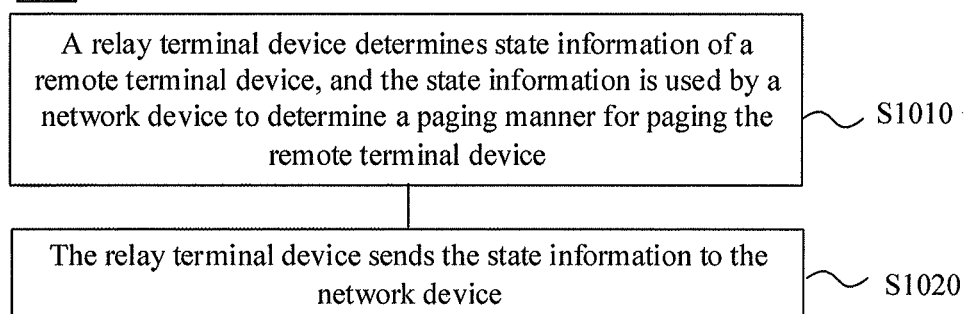 A relay terminal device determines state information of a
remote terminal device, and the state information is used by a
network device to determine a paging manner for paging the
remote terminal device
S1010
The relay terminal device sends the state information to the
network device
S1020